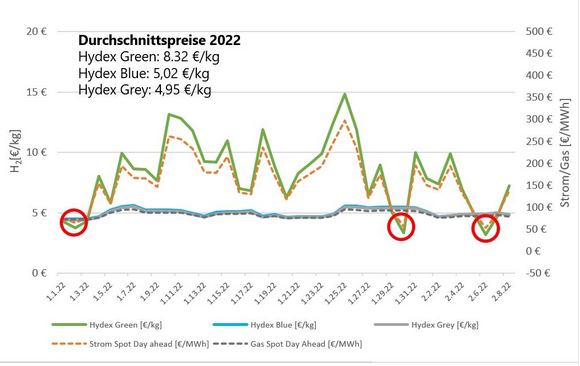 Durchschnittspreise 2022
Hydex Green: 8.32 €/kg
Hydex Blue: 5,02 €/kg
Hydex Grey: 4,95 €/kg
H2[€/kg]
20 €
15 €
10 €
5 €
0 €
Strom/Gas [€/MWh]
500 €
450 €
400 €
350 €
300 €
250 €
200 €
150 €
100 €
50 €
0 €
-50 €
1.1.22 1.3.22 1.5.22 1.7.22 1.9.22 1.11.22 1.13.22 1.15.22 1.17.22 1.19.22 1.21.22 1.23.22 1.25.22 1.27.22 1.29.22 1.31.22 2.2.22 2.4.22 2.6.22 2.8.22
Hydex Green [€/kg] Hydex Blue [€/kg] Hydex Grey [€/kg]
Strom Spot Day ahead [€/MWh] Gas Spot Day Ahead [€/MWh]